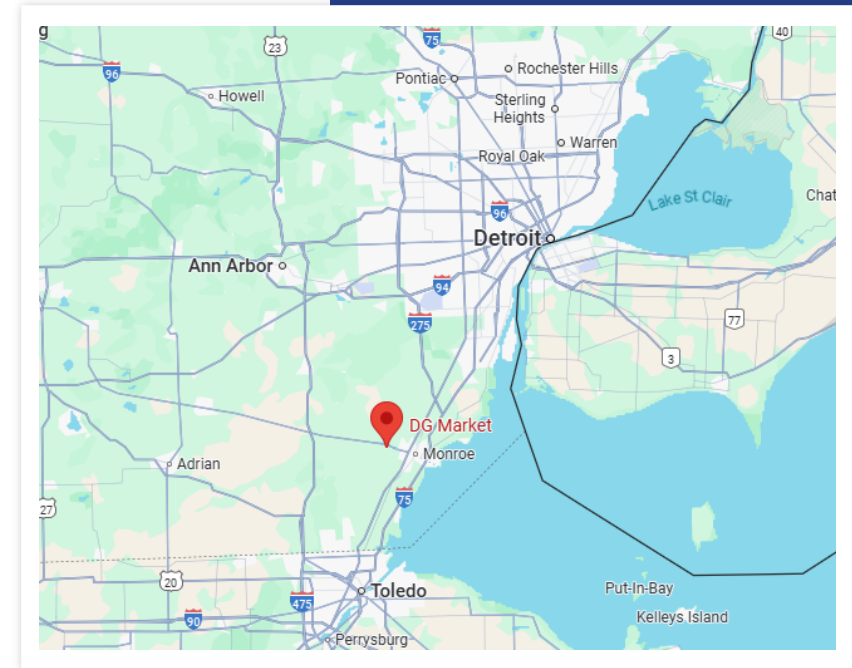 g
75
23
40
96
Pontiac
Rochester Hills
Howell
Sterling
Heights
Warren
Royal Oak
Lake St Clair
Chat
96
Detroit
Ann Arbor
94
275
77
3
DG Market
Monroe
Adrian
75
27
20
Toledo
475
Put-In-Bay
90
Kelleys Island
Perrysburg